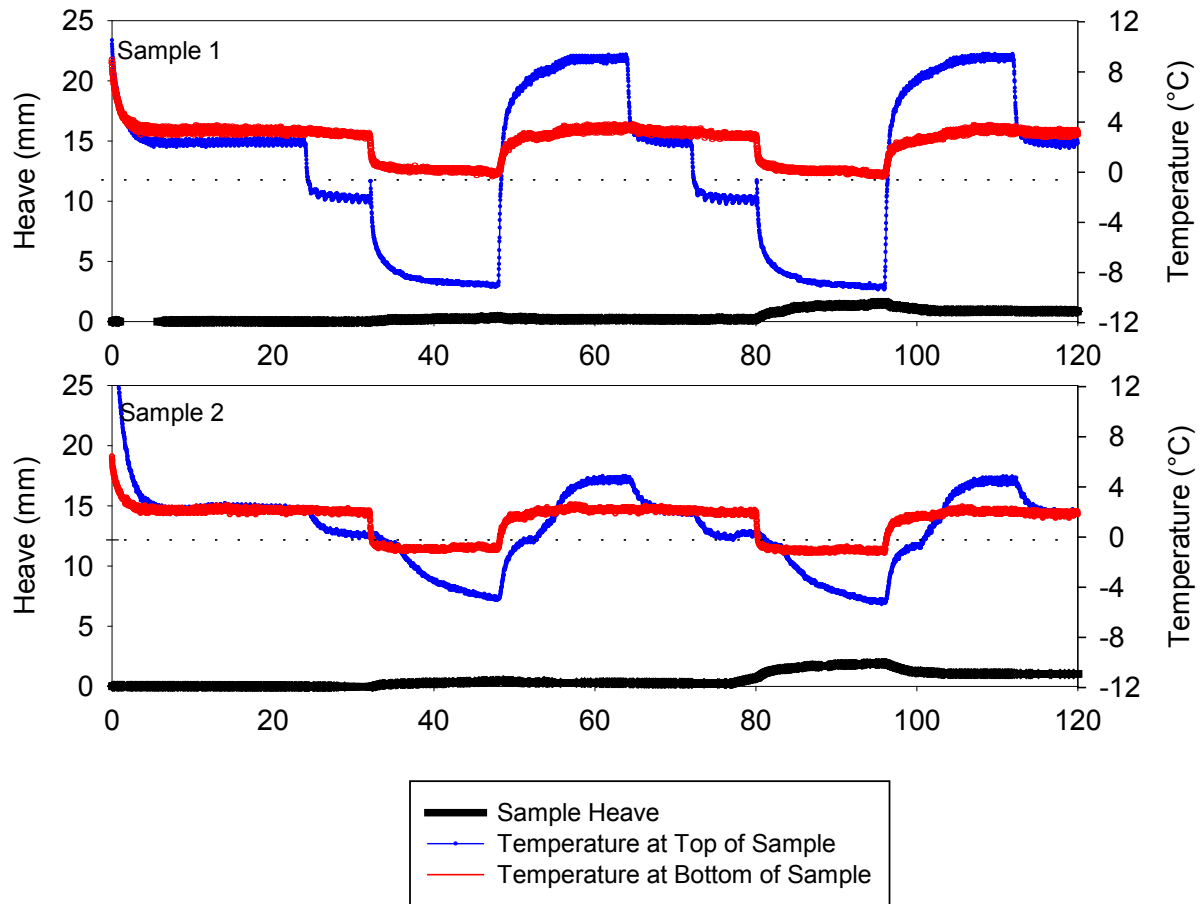 25
20
15
10
5
0
Heave (mm)
Sample 1
12
8
4
0
-4
-8
-12
Temperature (°C)
0 20 40 60 80 100 120
25
20
15
10
5
0
Heave (mm)
Sample 2
12
8
4
0
-4
-8
-12
Temperature (°C)
0 20 40 60 80 100 120
Sample Heave
Temperature at Top of Sample
Temperature at Bottom of Sample